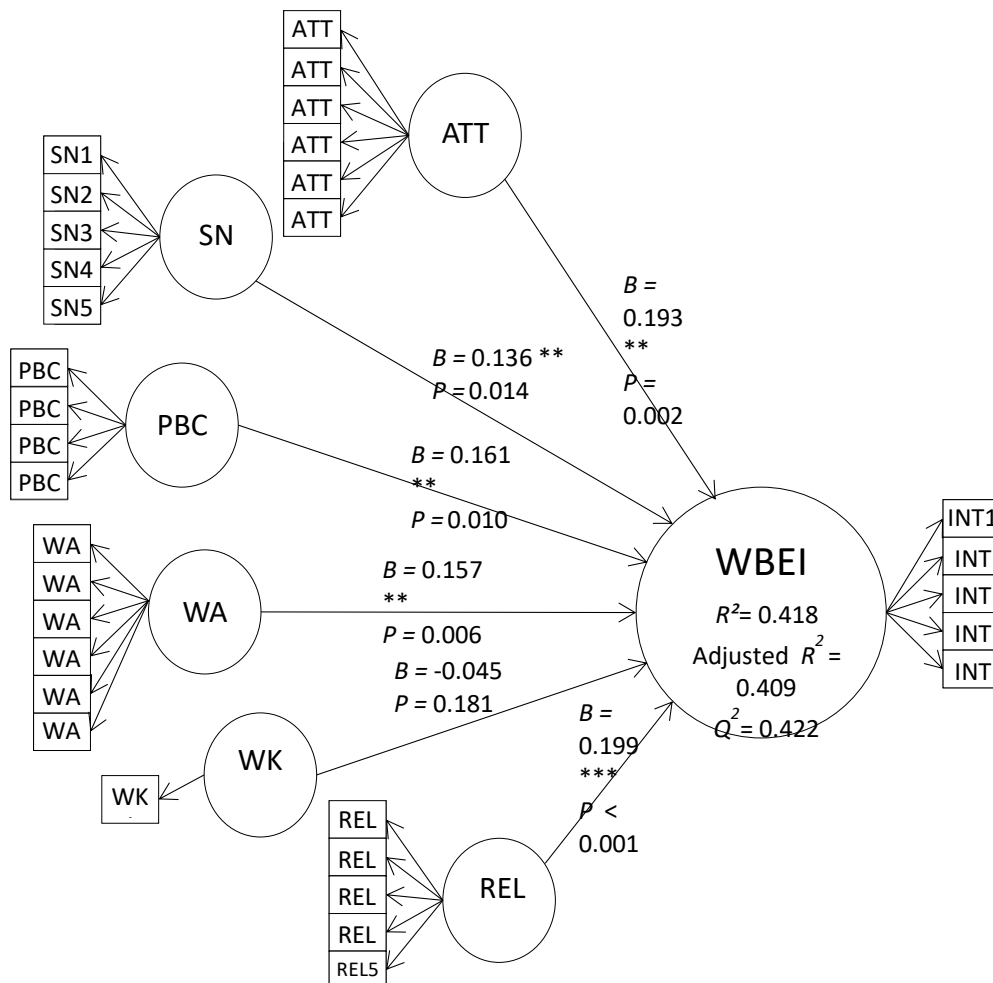 ATT
ATT
ATT
ATT
ATT
ATT
ATT
SN1
SN2
SN3
SN4
SN5
SN
B =
0.193
**
P =
0.002
B = 0.136 **
P = 0.014
PBC
PBC
PBC
PBC
PBC
B = 0.161
**
P = 0.010
WA
WA
WA
WA
WA
WA
WA
B = 0.157
**
P = 0.006
B = -0.045
P = 0.181
WBEI
R²= 0.418
Adjusted R² =
0.409
Q² = 0.422
INT1
INT
INT
INT
INT
WK
WK
B =
0.199
***
P <
0.001
REL
REL
REL
REL
REL5
REL